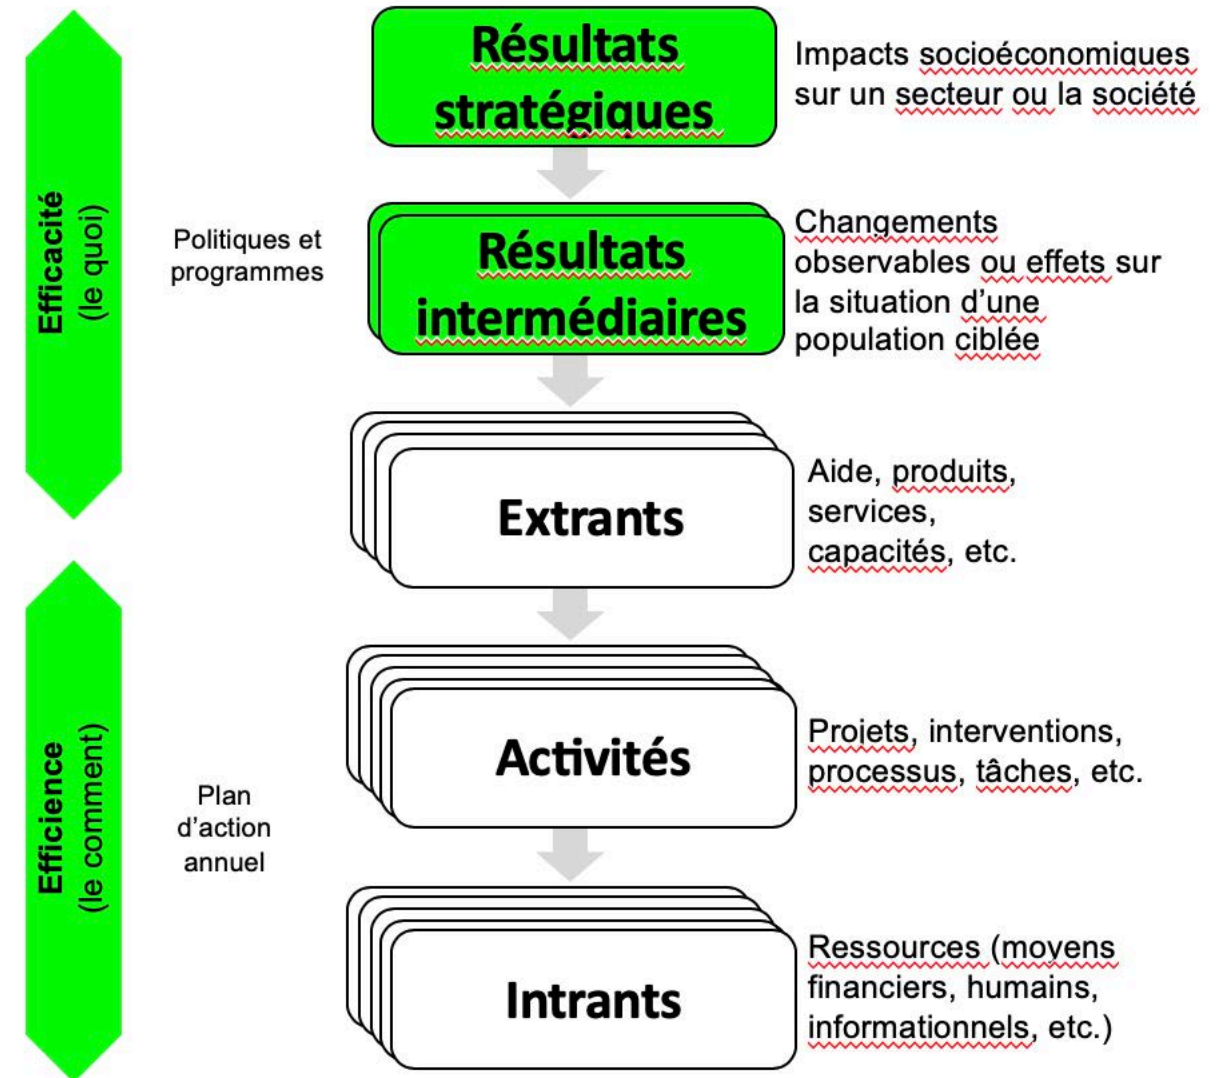 Résultats
stratégiques
Impacts socioéconomiques
sur un secteur ou la société
Efficacité
(le quoi)
Politiques et
programmes
Résultats
intermédiaires
Changements
observables ou effets sur
la situation d’une
population ciblée
Extrants
Aide, produits,
services,
capacités, etc.
Efficience
(le comment)
Plan
d’action
annuel
Activités
Projets, interventions,
processus, tâches, etc.
Intrants
Ressources (moyens
financiers, humains,
informationnels, etc.)